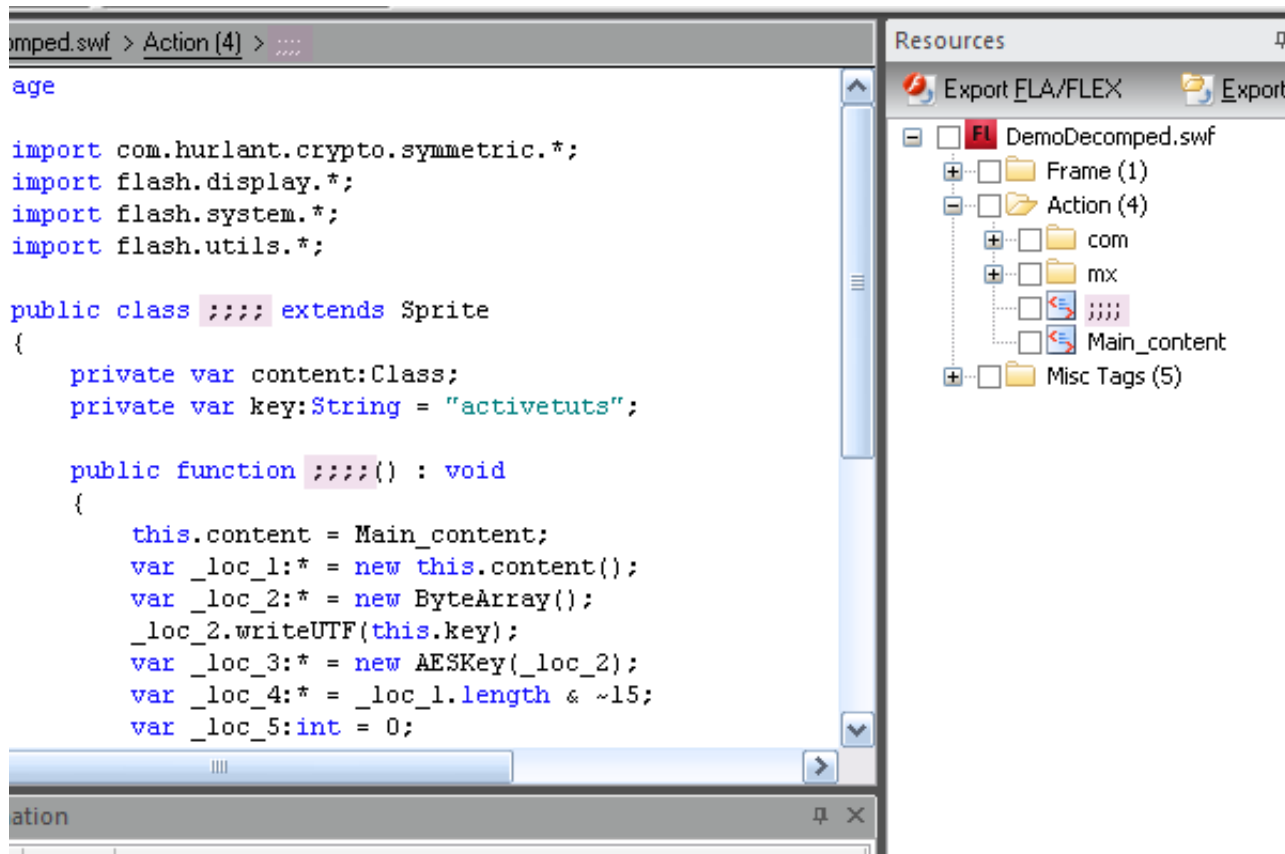 omped.swf > Action (4) > ;;;;
age
import com.hurlant.crypto.symmetric.*;
import flash.display.*;
import flash.system.*;
import flash.utils.*;
public class ;;;; extends Sprite
{
private var content:Class;
private var key:String = "activetuts";
public function ;;;;() : void
{
this.content = Main_content;
var _loc_1:* = new this.content();
var _loc_2:* = new ByteArray();
_loc_2.writeUTF(this.key);
var _loc_3:* = new AESKey(_loc_2);
var _loc_4:* = _loc_1.length & ~15;
var _loc_5:int = 0;
ation
Resources
Export FLA/FLEX Export
DemoDecomped.swf
Frame (1)
Action (4)
com
mx
;;;;
Main_content
Misc Tags (5)